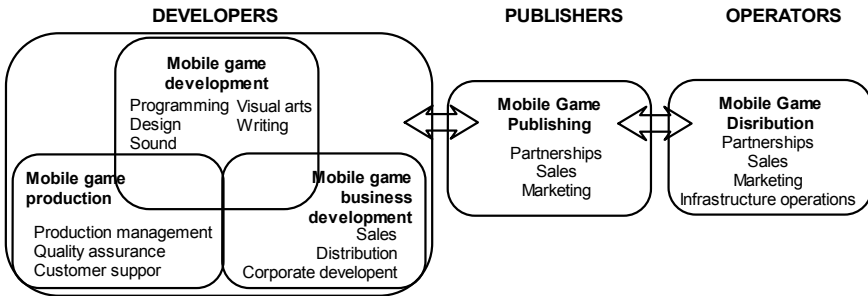 DEVELOPERS
PUBLISHERS
OPERATORS
Mobile game
development
Programming Visual arts
Design Writing
Sound
Mobile game
production
Production management
Quality assurance
Customer suppor
Mobile game
business
development
Sales
Distribution
Corporate developent
Mobile Game
Publishing
Partnerships
Sales
Marketing
Mobile Game
Disribution
Partnerships
Sales
Marketing
Infrastructure operations